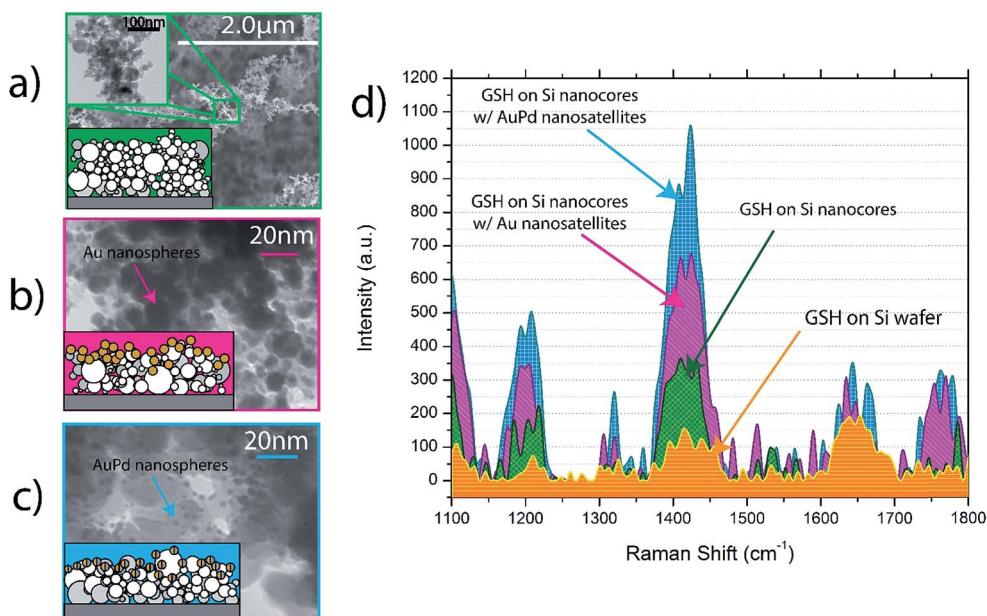 a)
100nm
2.0μm
b)
Au nanospheres
20nm
c)
AuPd nanospheres
20nm
d)
GSH on Si nanocores
w/ AuPd nanosatellites
GSH on Si nanocores
w/ Au nanosatellites
GSH on Si nanocores
GSH on Si wafer
Intensity (a.u.)
1200
1100
1000
900
800
700
600
500
400
300
200
100
0
1100 1200 1300 1400 1500 1600 1700 1800
Raman Shift (cm⁻¹)